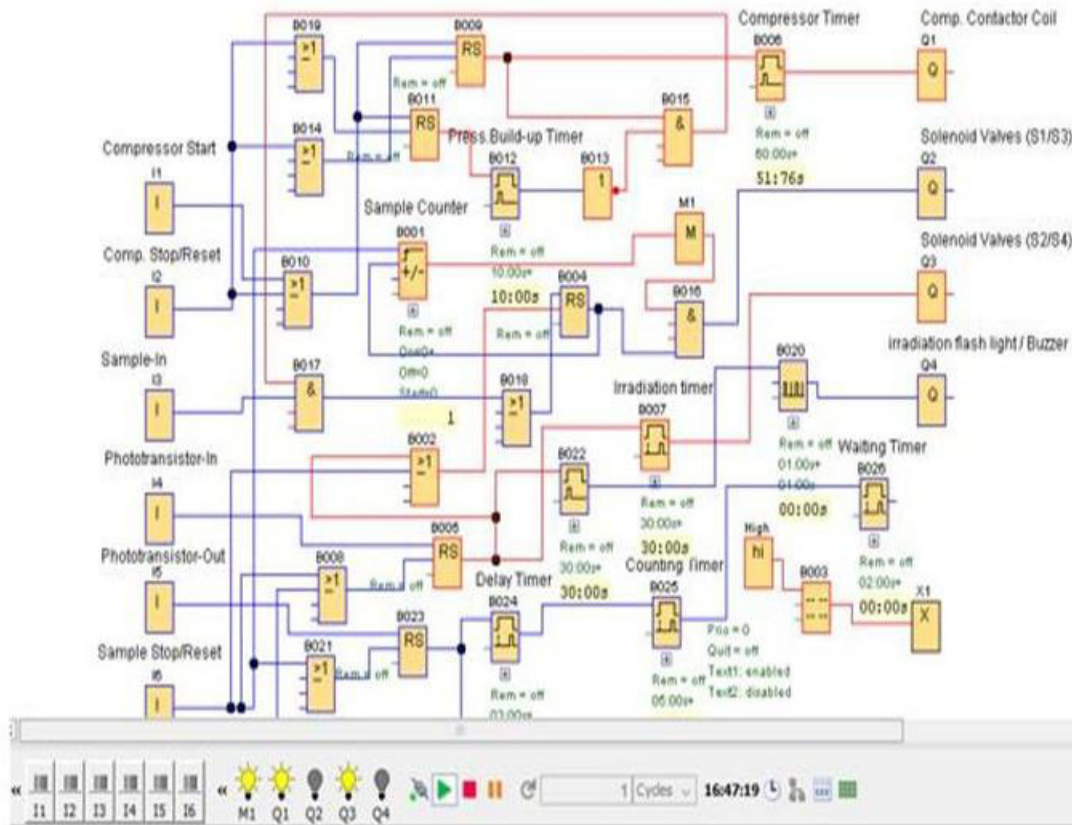 B019
>1
B009
RS
Compressor Timer
B006
Comp. Contactor Coil
Q1
Q
Rem = off
B011
RS
B015
&
Rem = off
60:00s+
51:76s
Press.Build-up Timer
B014
>1
Rem = off
B012
B013
1
Solenoid Valves (S1/S3)
Q2
Q
Compressor Start
I1
I
Sample Counter
B001
+/-
M1
M
Solenoid Valves (S2/S4)
Q3
Q
Comp. Stop/Reset
I2
I
B010
>1
Rem = off
10:00s+
10:00s
B004
RS
Rem = off
B016
&
Rem = off
On=0+
Off=0
Start=0
1
irradiation flash light / Buzzer
Q4
Q
Sample-In
I3
I
B017
&
B018
>1
B020
Rem = off
01:00s+
01:00s
00:00s
Irradiation timer
B007
Rem = off
30:00s+
30:00s
B002
>1
Phototransistor-In
I4
I
B022
Rem = off
30:00s+
30:00s
Waiting Timer
B026
Rem = off
02:00s+
00:00s
B005
RS
Rem = off
High
hi
B003
X1
X
Prio = 0
Quit = off
Text1: enabled
Text2: disabled
Phototransistor-Out
I5
I
B008
>1
Delay Timer
B024
Rem = off
Counting Timer
B025
Rem = off
05:00s+
B023
RS
Rem = off
Sample Stop/Reset
I6
I
B021
>1
« I1 I2 I3 I4 I5 I6 « M1 Q1 Q2 Q3 Q4 1 Cycles 16:47:19